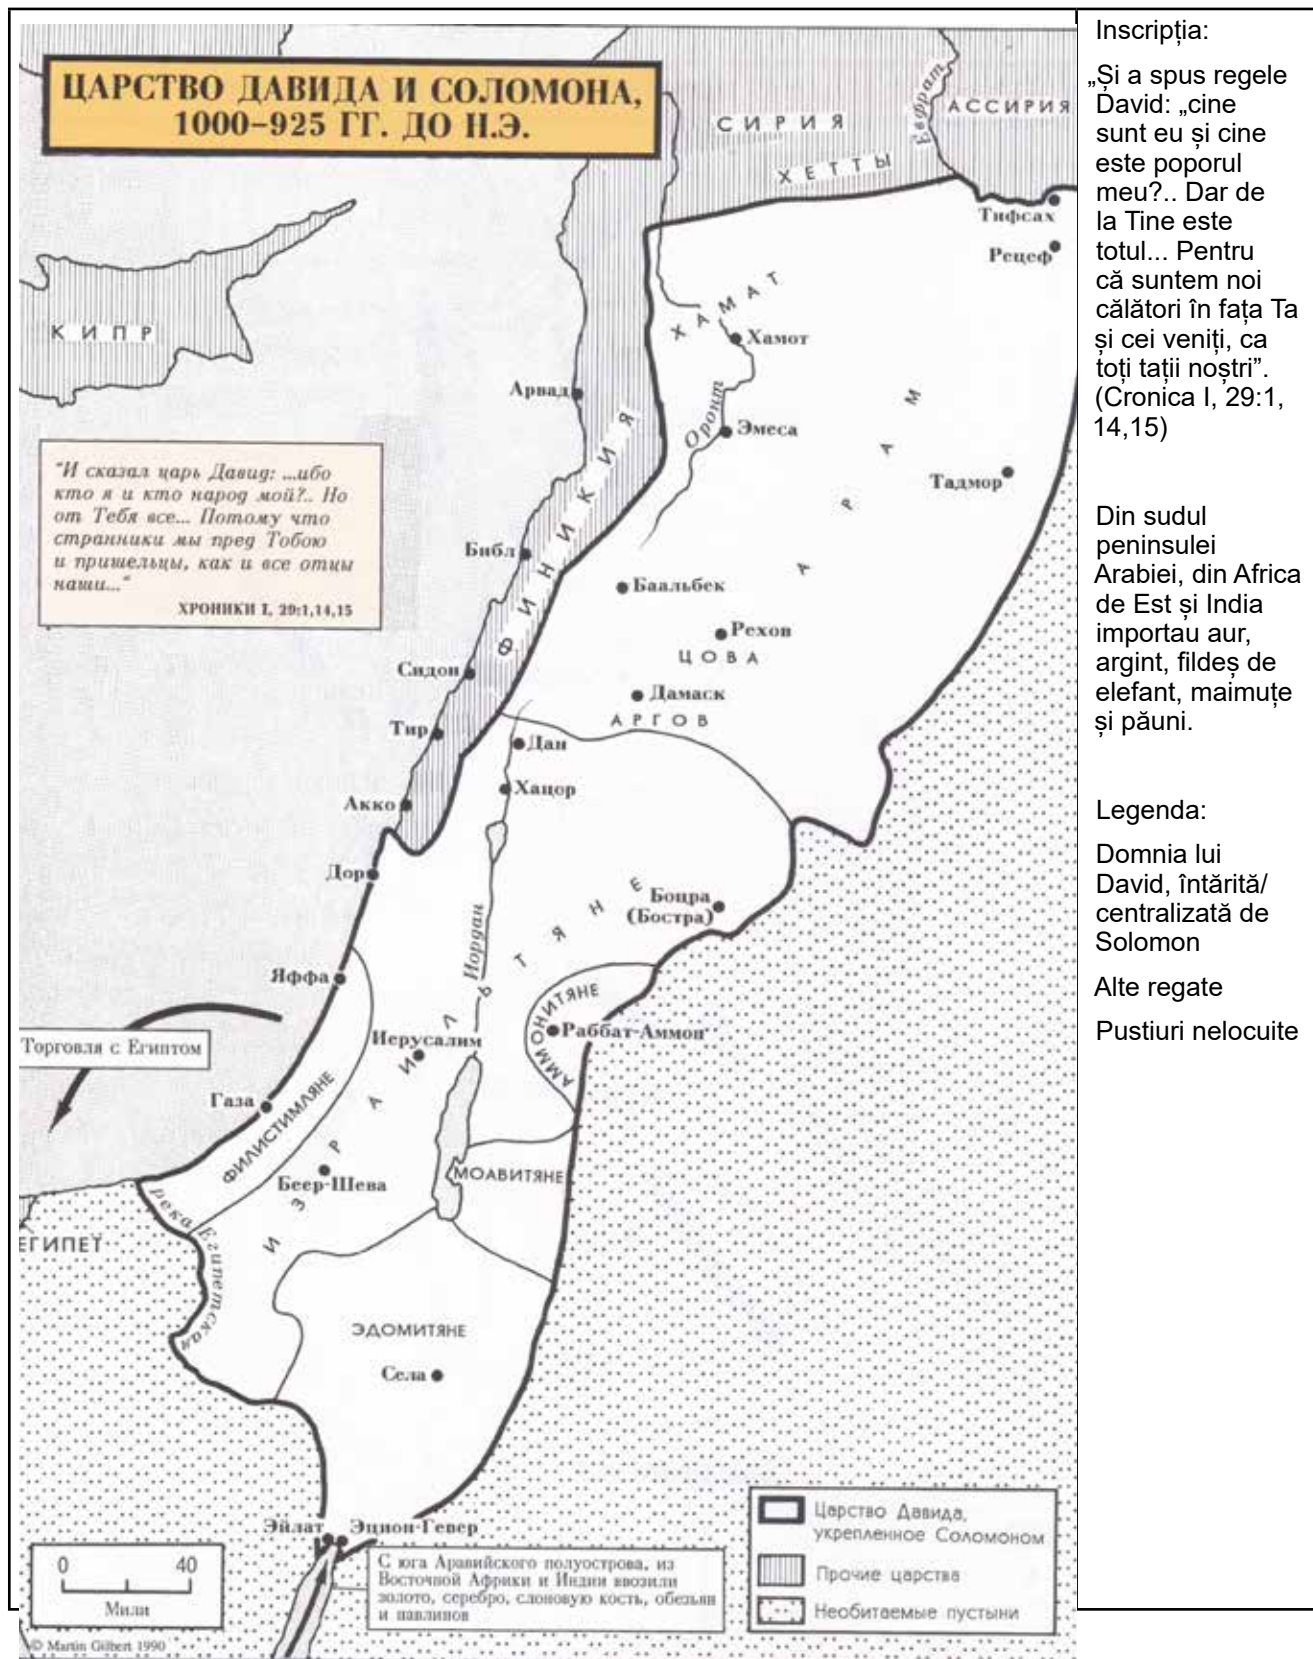 ЦАРСТВО ДАВИДА И СОЛОМОНА,
1000–925 ГГ. ДО Н.Э.
СИРИЯ
ХЕТТЫ
Евфрат
АССИРИЯ
Тифсах
Рецеф
КИПР
ХАМАТ
Хамот
Арвад
Оронт
Эмеса
АРАМ
Тадмор
"И сказал царь Давид: ...ибо
кто я и кто народ мой?.. Но
от Тебя все... Потому что
странники мы пред Тобою
и пришельцы, как и все отцы
наши..."
ХРОНИКИ I, 29:1,14,15
ФИНИКИЯ
Библ
Баальбек
Рехов
ЦОВА
Сидон
Дамаск
АРГОВ
Тир
Дан
Хацор
Акко
Дор
Боцра
(Бостра)
Иордан
ИЗРАИЛЬТЯНЕ
Яффа
АММОНИТЯНЕ
Раббат-Аммон
Иерусалим
Торговля с Египтом
Газа
ФИЛИСТИМЛЯНЕ
МОАВИТЯНЕ
Беер-Шева
река Египетская
ЕГИПЕТ
ЭДОМИТЯНЕ
Села
Эйлат
Эцион-Гевер
С юга Аравийского полуострова, из
Восточной Африки и Индии ввозили
золото, серебро, слоновую кость, обезьян
и павлинов
0 40
Мили
© Martin Gilbert 1990
Царство Давида,
укрепленное Соломоном
Прочие царства
Необитаемые пустыни
Inscripția:
„Și a spus regele
David: „cine
sunt eu și cine
este poporul
meu?.. Dar de
la Tine este
totul... Pentru
că suntem noi
călători în fața Ta
și cei veniți, ca
toți tații noștri”.
(Cronica I, 29:1,
14,15)
Din sudul
peninsulei
Arabiei, din Africa
de Est și India
importau aur,
argint, fildeș de
elefant, maimuțe
și păuni.
Legenda:
Domnia lui
David, întărită/
centralizată de
Solomon
Alte regate
Pustiuri nelocuite